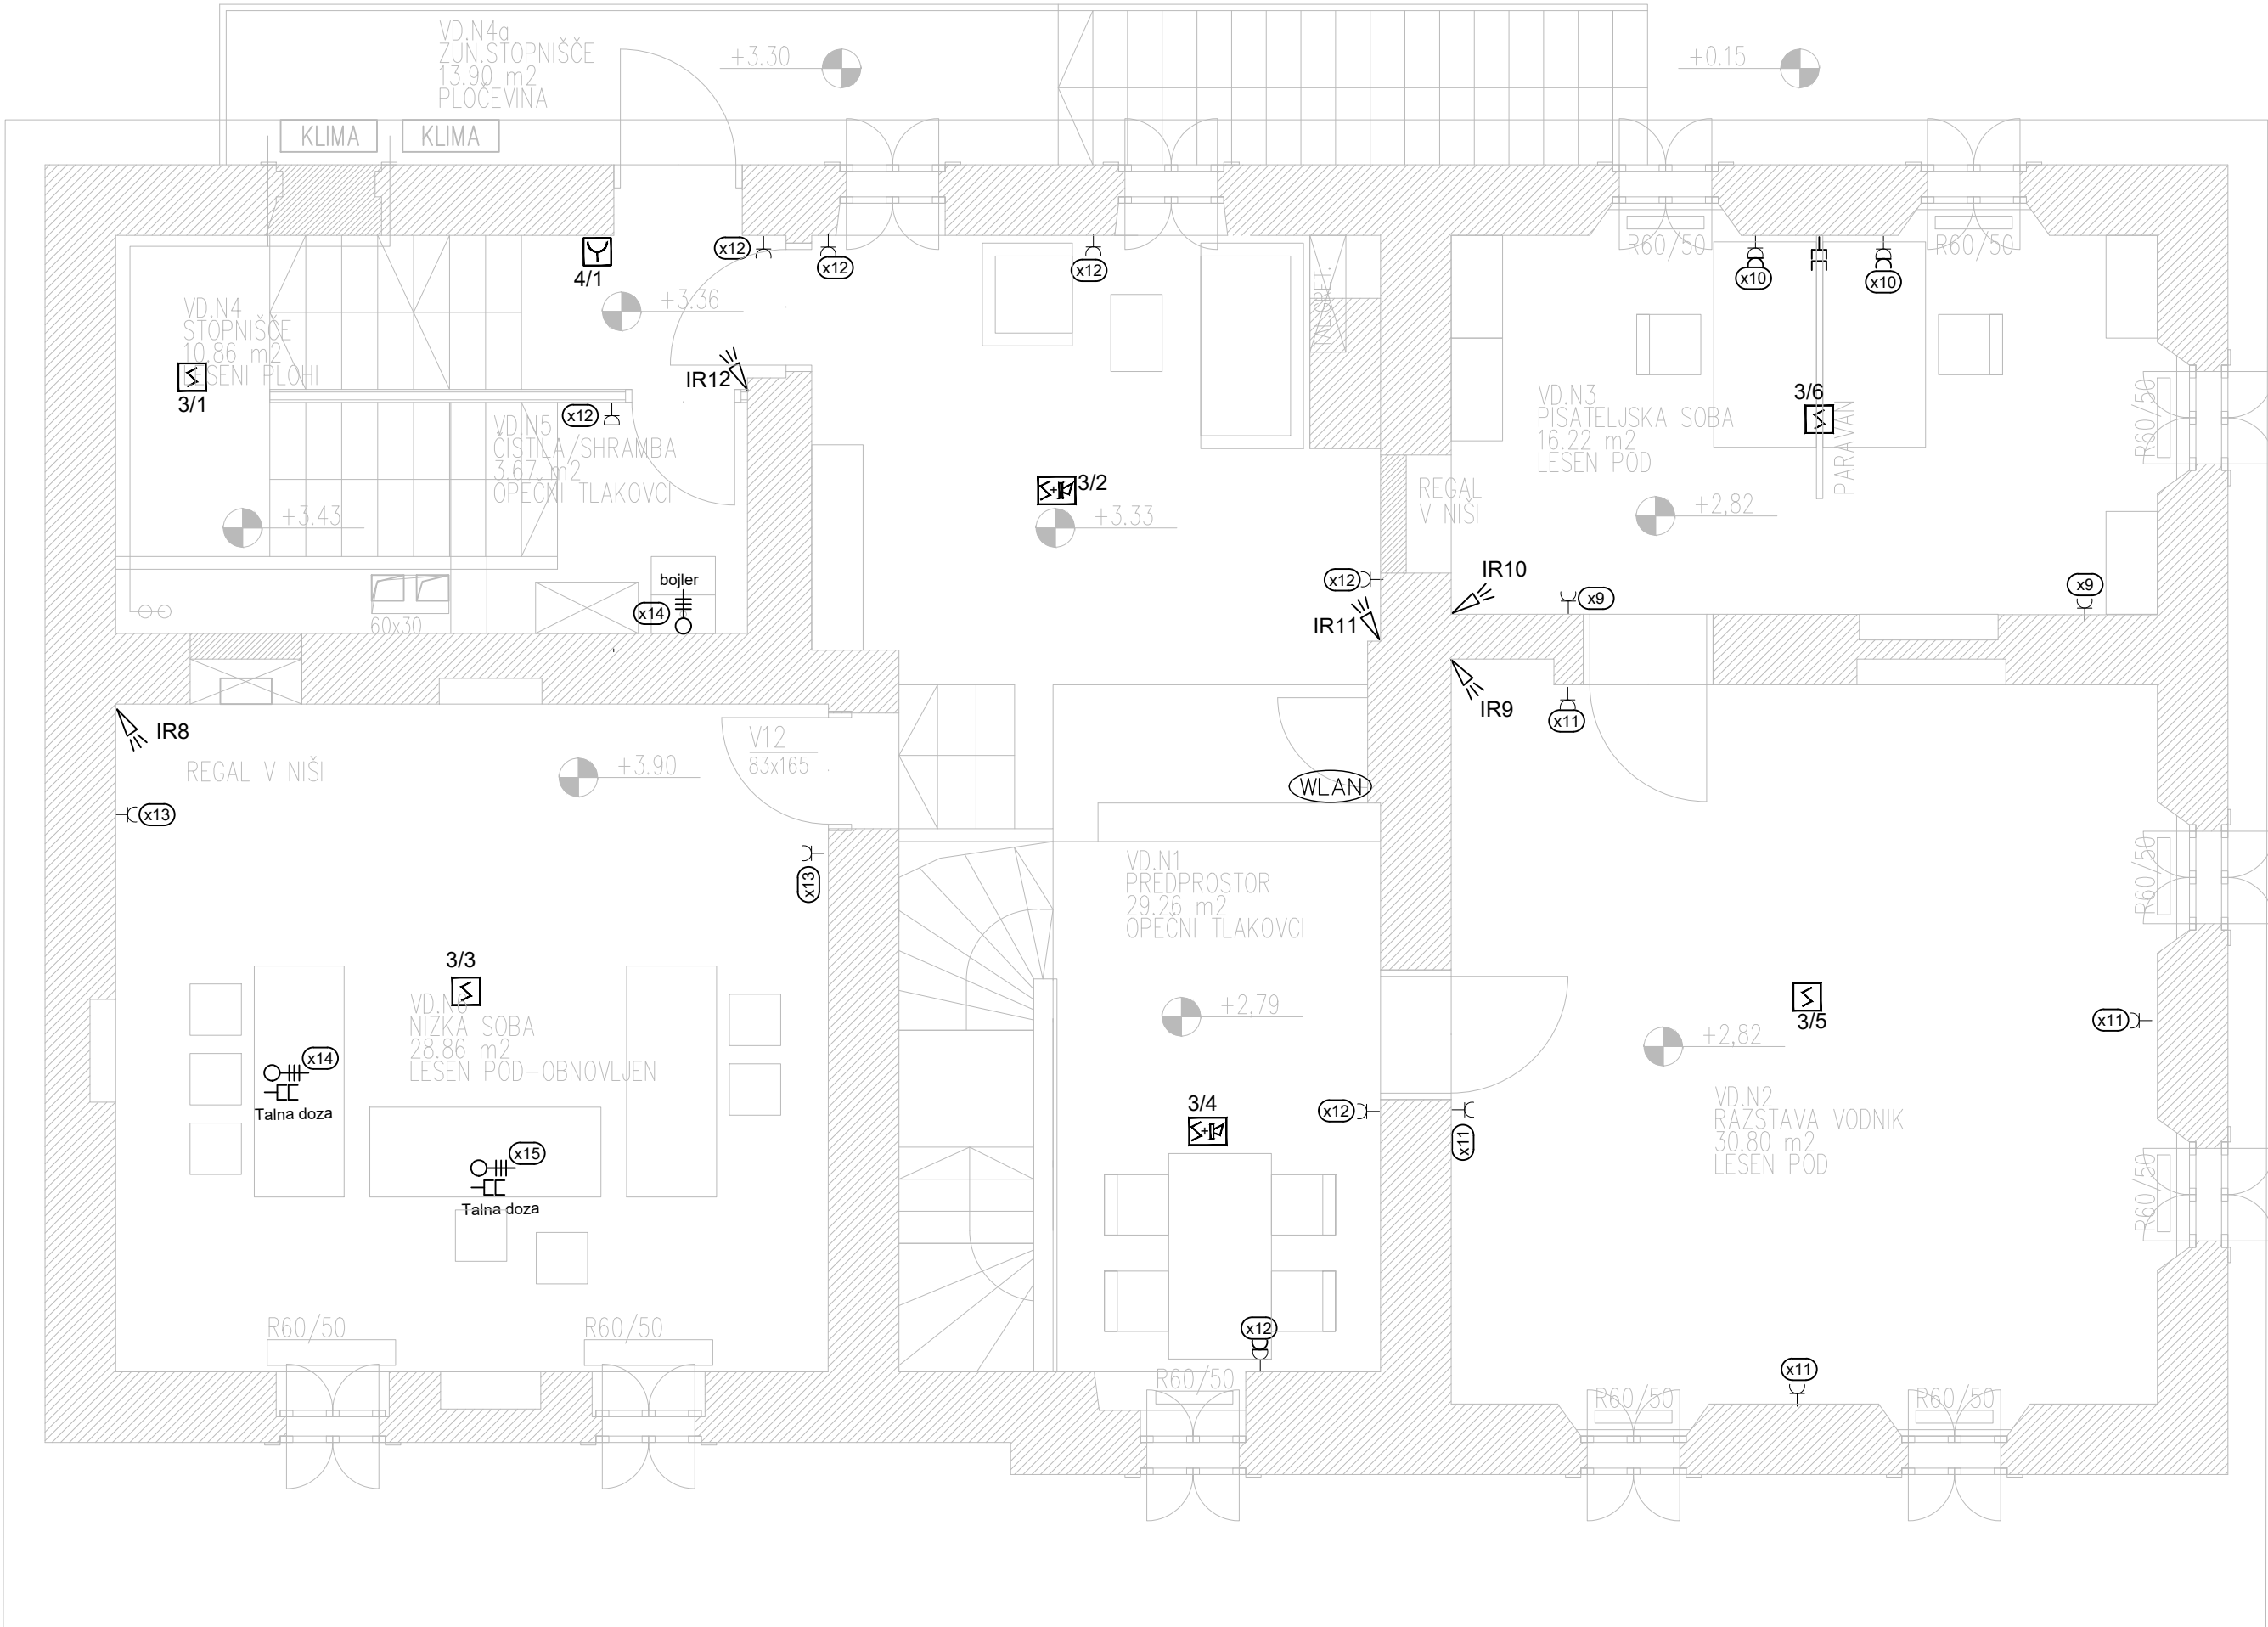 VD.N4a
ZUN.STOPNIŠČE
13.90 m2
PLOČEVINA
+3.30
+0.15
KLIMA
KLIMA
4/1
x12
x12
x12
x10
x10
R60/50
R60/50
+3.36
VD.N4
STOPNIŠČE
10.86 m2
LESENI PLOHI
3/1
IR12
x12
VD.N5
ČISTILA/SHRAMBA
3.67 m2
OPEČNI TLAKOVCI
+3.43
3/2
+3.33
VD.N3
PISATELJSKA SOBA
16.22 m2
LESEN POD
3/6
PARAVAN
R60/50
REGAL
V NIŠI
+2,82
bojler
x14
60x30
x12
IR11
IR10
x9
x9
IR9
x11
IR8
REGAL V NIŠI
+3.90
V12
83x165
WLAN
x13
x13
VD.N1
PREDPROSTOR
29.26 m2
OPEČNI TLAKOVCI
R60/50
3/3
VD.N6
NIZKA SOBA
28.86 m2
LESEN POD-OBNOVLJEN
+2,79
3/5
x11
+2,82
x14
Talna doza
3/4
x12
x11
VD.N2
RAZSTAVA VODNIK
30.80 m2
LESEN POD
R60/50
x15
Talna doza
R60/50
R60/50
x12
R60/50
x11
R60/50
R60/50